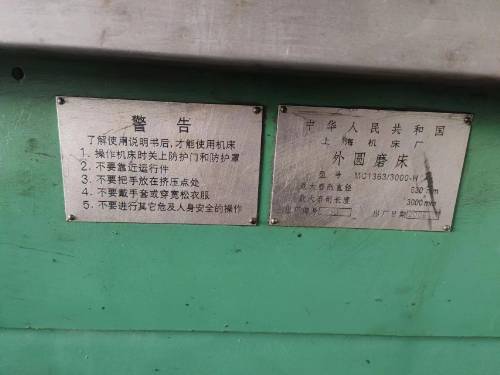 警告
了解使用说明书后,才能使用机床
1. 操作机床时关上防护门和防护罩
2. 不要靠近运行件
3. 不要把手放在挤压点处
4. 不要戴手套或穿宽松衣服
5. 不要进行其它危及人身安全的操作
中华人民共和国
上海机床厂
外圆磨床
型号 MQ1363/3000-H
最大磨削直径 630mm
最大磨削长度 3000mm
出厂编号
出厂日期